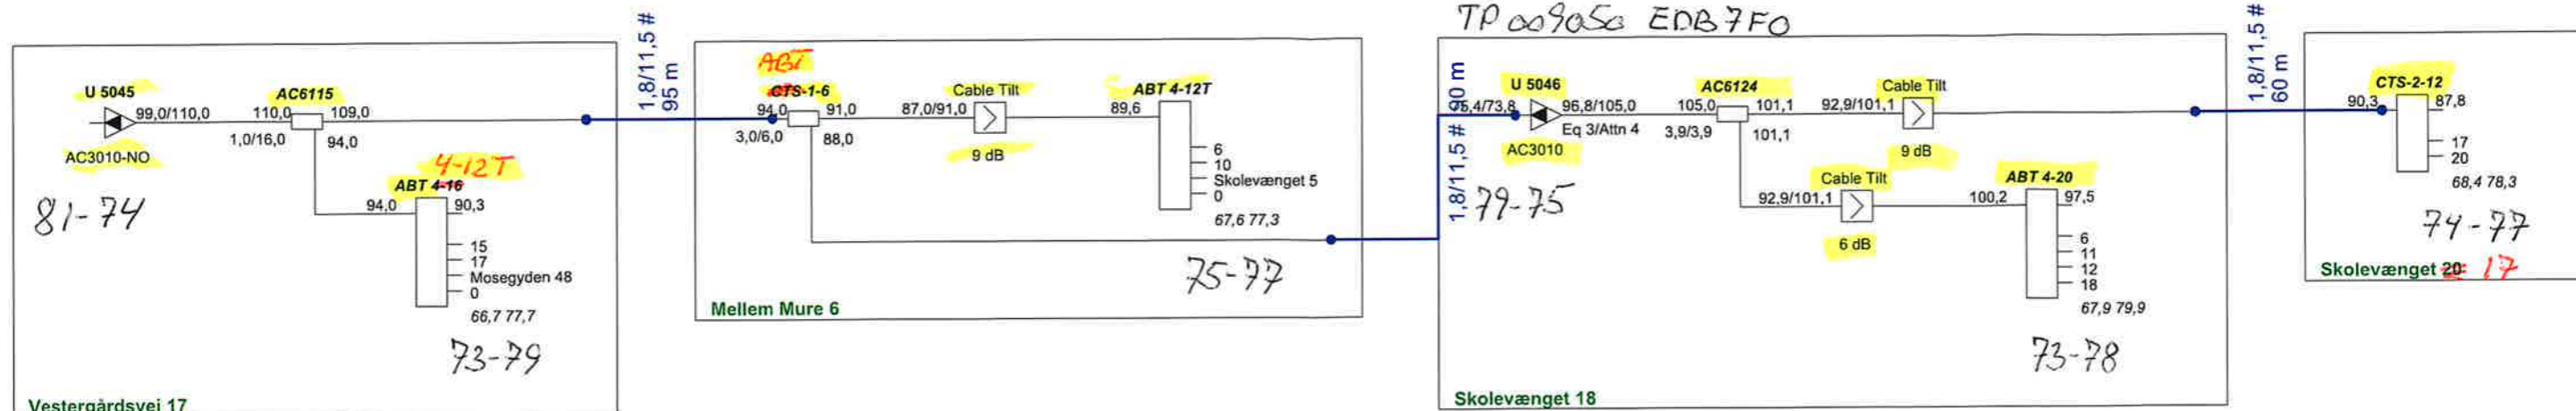 U 5045
99,0/110,0
AC3010-NO
AC6115
110,0
109,0
1,0/16,0
94,0
4-12T
ABT 4-16
94,0
90,3
15
17
Mosegyden 48
0
66,7 77,7
81-74
73-79
Vestergårdsvej 17
1,8/11,5 #
95 m
ABT
CTS-1-6
94,0
91,0
3,0/6,0
88,0
Cable Tilt
87,0/91,0
9 dB
ABT 4-12T
89,6
6
10
Skolevænget 5
0
67,6 77,3
75-77
Mellem Mure 6
1,8/11,5 # 90 m
TP 009050 EDB7F0
75,4/73,8
U 5046
96,8/105,0
Eq 3/Attn 4
AC3010
79-75
AC6124
105,0
101,1
3,9/3,9
101,1
Cable Tilt
92,9/101,1
9 dB
Cable Tilt
92,9/101,1
6 dB
ABT 4-20
100,2
97,5
6
11
12
18
67,9 79,9
73-78
Skolevænget 18
1,8/11,5 #
60 m
CTS-2-12
90,3
87,8
17
20
68,4 78,3
74-77
Skolevænget 20 17